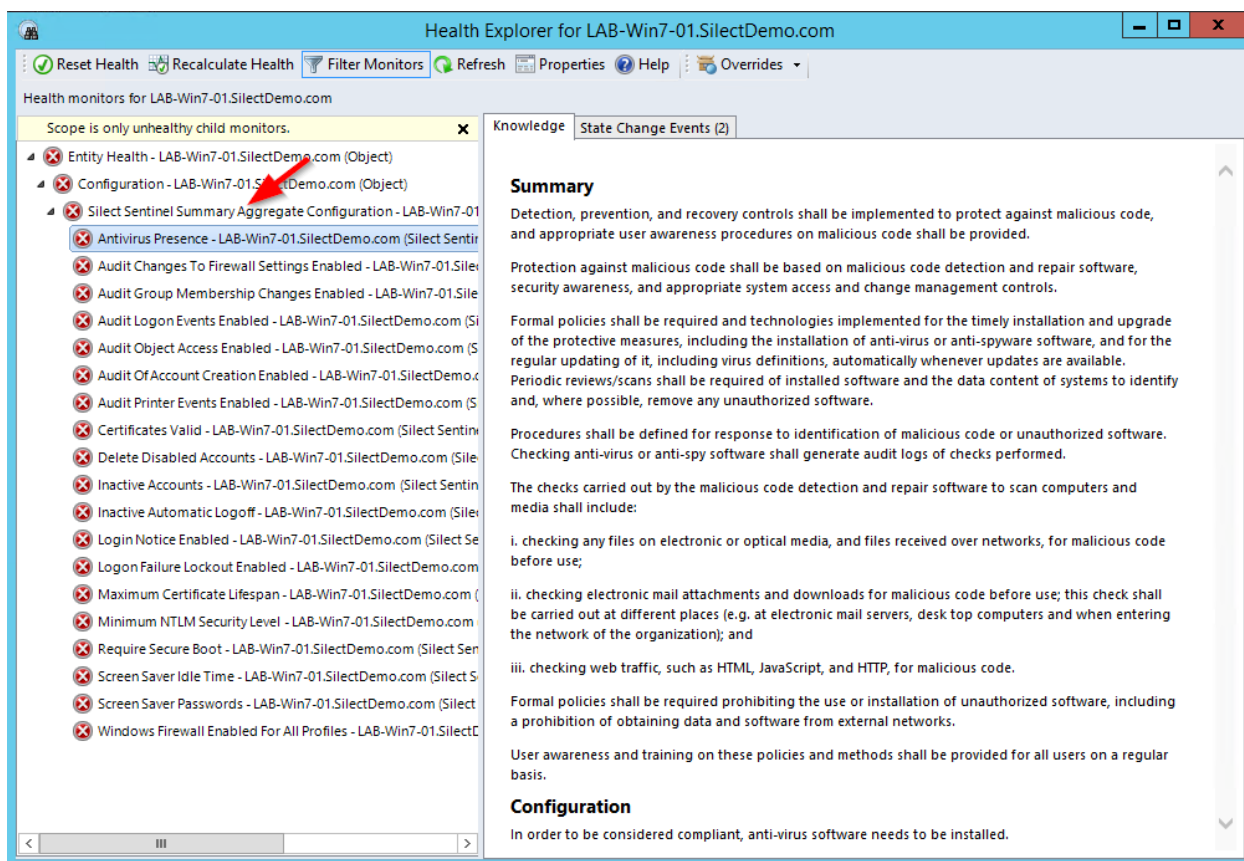 Health Explorer for LAB-Win7-01.SilectDemo.com
Reset Health Recalculate Health Filter Monitors Refresh Properties Help Overrides
Health monitors for LAB-Win7-01.SilectDemo.com
Scope is only unhealthy child monitors.
Entity Health - LAB-Win7-01.SilectDemo.com (Object)
Configuration - LAB-Win7-01.SilectDemo.com (Object)
Silect Sentinel Summary Aggregate Configuration - LAB-Win7-01
Antivirus Presence - LAB-Win7-01.SilectDemo.com (Silect Sentin
Audit Changes To Firewall Settings Enabled - LAB-Win7-01.Silec
Audit Group Membership Changes Enabled - LAB-Win7-01.Sile
Audit Logon Events Enabled - LAB-Win7-01.SilectDemo.com (Si
Audit Object Access Enabled - LAB-Win7-01.SilectDemo.com (S
Audit Of Account Creation Enabled - LAB-Win7-01.SilectDemo.c
Audit Printer Events Enabled - LAB-Win7-01.SilectDemo.com (S
Certificates Valid - LAB-Win7-01.SilectDemo.com (Silect Sentine
Delete Disabled Accounts - LAB-Win7-01.SilectDemo.com (Sile
Inactive Accounts - LAB-Win7-01.SilectDemo.com (Silect Sentin
Inactive Automatic Logoff - LAB-Win7-01.SilectDemo.com (Silec
Login Notice Enabled - LAB-Win7-01.SilectDemo.com (Silect Se
Logon Failure Lockout Enabled - LAB-Win7-01.SilectDemo.com
Maximum Certificate Lifespan - LAB-Win7-01.SilectDemo.com (
Minimum NTLM Security Level - LAB-Win7-01.SilectDemo.com
Require Secure Boot - LAB-Win7-01.SilectDemo.com (Silect Sen
Screen Saver Idle Time - LAB-Win7-01.SilectDemo.com (Silect S
Screen Saver Passwords - LAB-Win7-01.SilectDemo.com (Silect
Windows Firewall Enabled For All Profiles - LAB-Win7-01.SilectD
Knowledge State Change Events (2)
Summary
Detection, prevention, and recovery controls shall be implemented to protect against malicious code,
and appropriate user awareness procedures on malicious code shall be provided.
Protection against malicious code shall be based on malicious code detection and repair software,
security awareness, and appropriate system access and change management controls.
Formal policies shall be required and technologies implemented for the timely installation and upgrade
of the protective measures, including the installation of anti-virus or anti-spyware software, and for the
regular updating of it, including virus definitions, automatically whenever updates are available.
Periodic reviews/scans shall be required of installed software and the data content of systems to identify
and, where possible, remove any unauthorized software.
Procedures shall be defined for response to identification of malicious code or unauthorized software.
Checking anti-virus or anti-spy software shall generate audit logs of checks performed.
The checks carried out by the malicious code detection and repair software to scan computers and
media shall include:
i. checking any files on electronic or optical media, and files received over networks, for malicious code
before use;
ii. checking electronic mail attachments and downloads for malicious code before use; this check shall
be carried out at different places (e.g. at electronic mail servers, desk top computers and when entering
the network of the organization); and
iii. checking web traffic, such as HTML, JavaScript, and HTTP, for malicious code.
Formal policies shall be required prohibiting the use or installation of unauthorized software, including
a prohibition of obtaining data and software from external networks.
User awareness and training on these policies and methods shall be provided for all users on a regular
basis.
Configuration
In order to be considered compliant, anti-virus software needs to be installed.